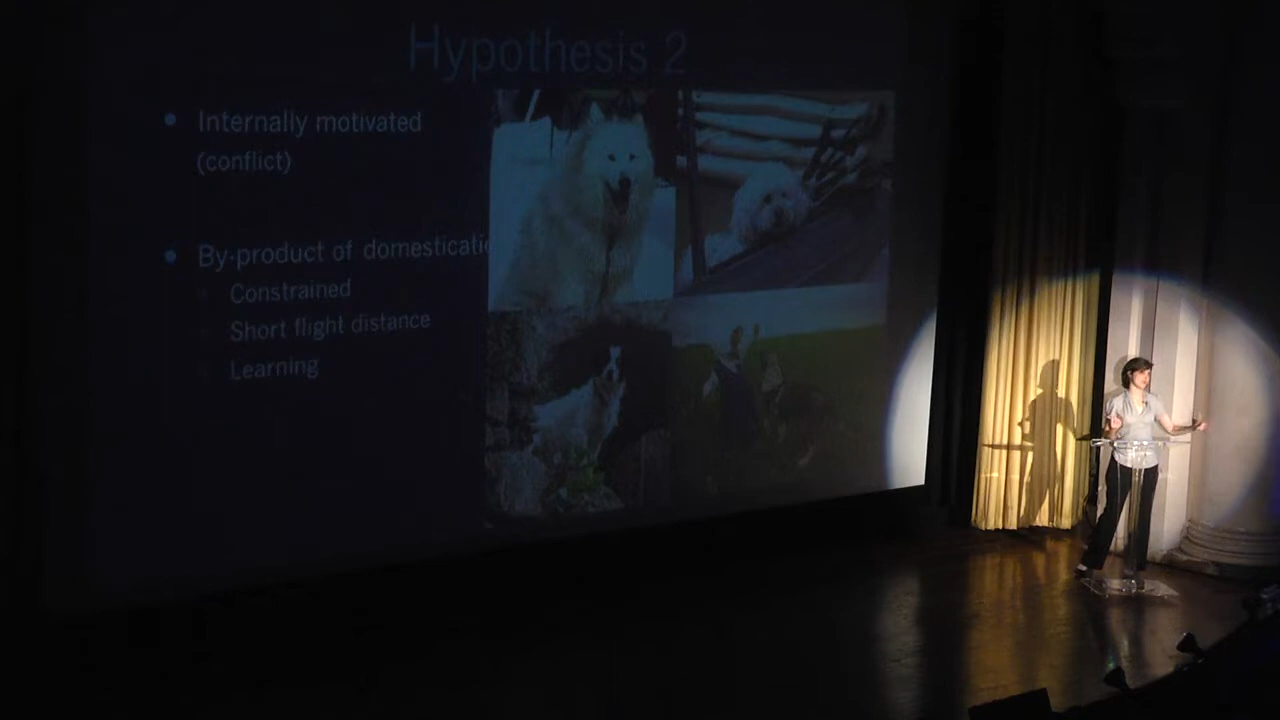 Hypothesis 2
Internally motivated
(conflict)
By-product of domesticatio
Constrained
Short flight distance
Learning